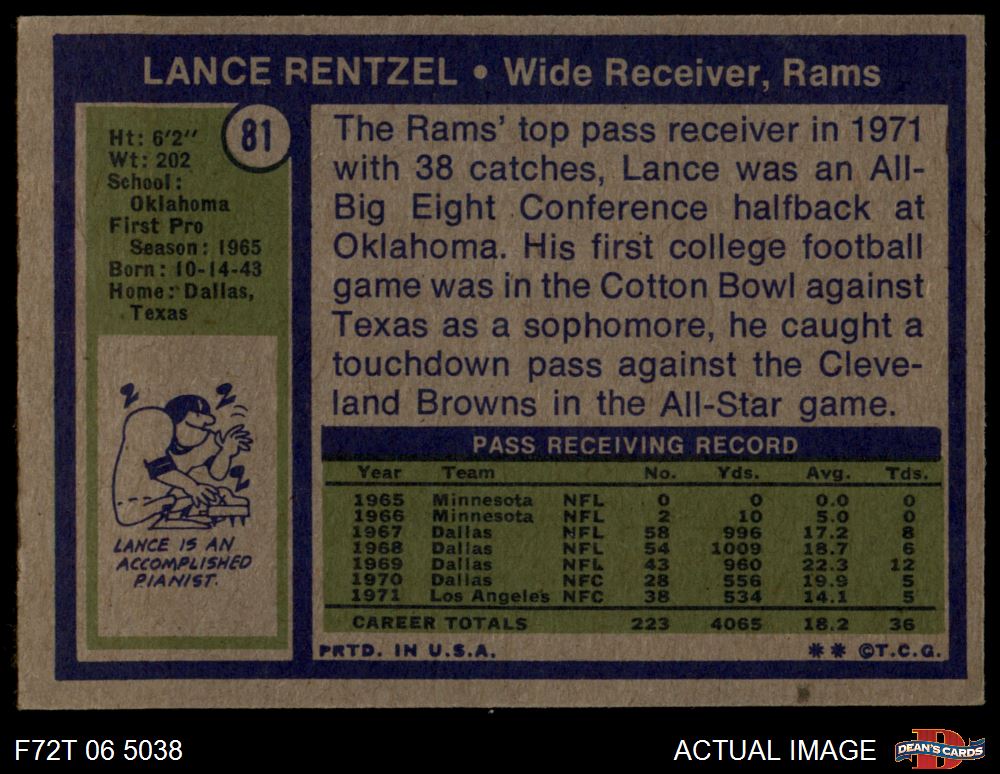 LANCE RENTZEL • Wide Receiver, Rams
81
Ht: 6'2"
Wt: 202
School:
Oklahoma
First Pro
Season: 1965
Born: 10-14-43
Home: Dallas,
Texas
LANCE IS AN
ACCOMPLISHED
PIANIST.
The Rams' top pass receiver in 1971
with 38 catches, Lance was an All-
Big Eight Conference halfback at
Oklahoma. His first college football
game was in the Cotton Bowl against
Texas as a sophomore, he caught a
touchdown pass against the Cleve-
land Browns in the All-Star game.
PASS RECEIVING RECORD
Year Team No. Yds. Avg. Tds.
1965 Minnesota NFL 0 0 0.0 0
1966 Minnesota NFL 2 10 5.0 0
1967 Dallas NFL 58 996 17.2 8
1968 Dallas NFL 54 1009 18.7 6
1969 Dallas NFL 43 960 22.3 12
1970 Dallas NFC 28 556 19.9 5
1971 Los Angeles NFC 38 534 14.1 5
CAREER TOTALS 223 4065 18.2 36
PRTD. IN U.S.A. ** ©T.C.G.
F72T 06 5038 ACTUAL IMAGE DEAN'S CARDS